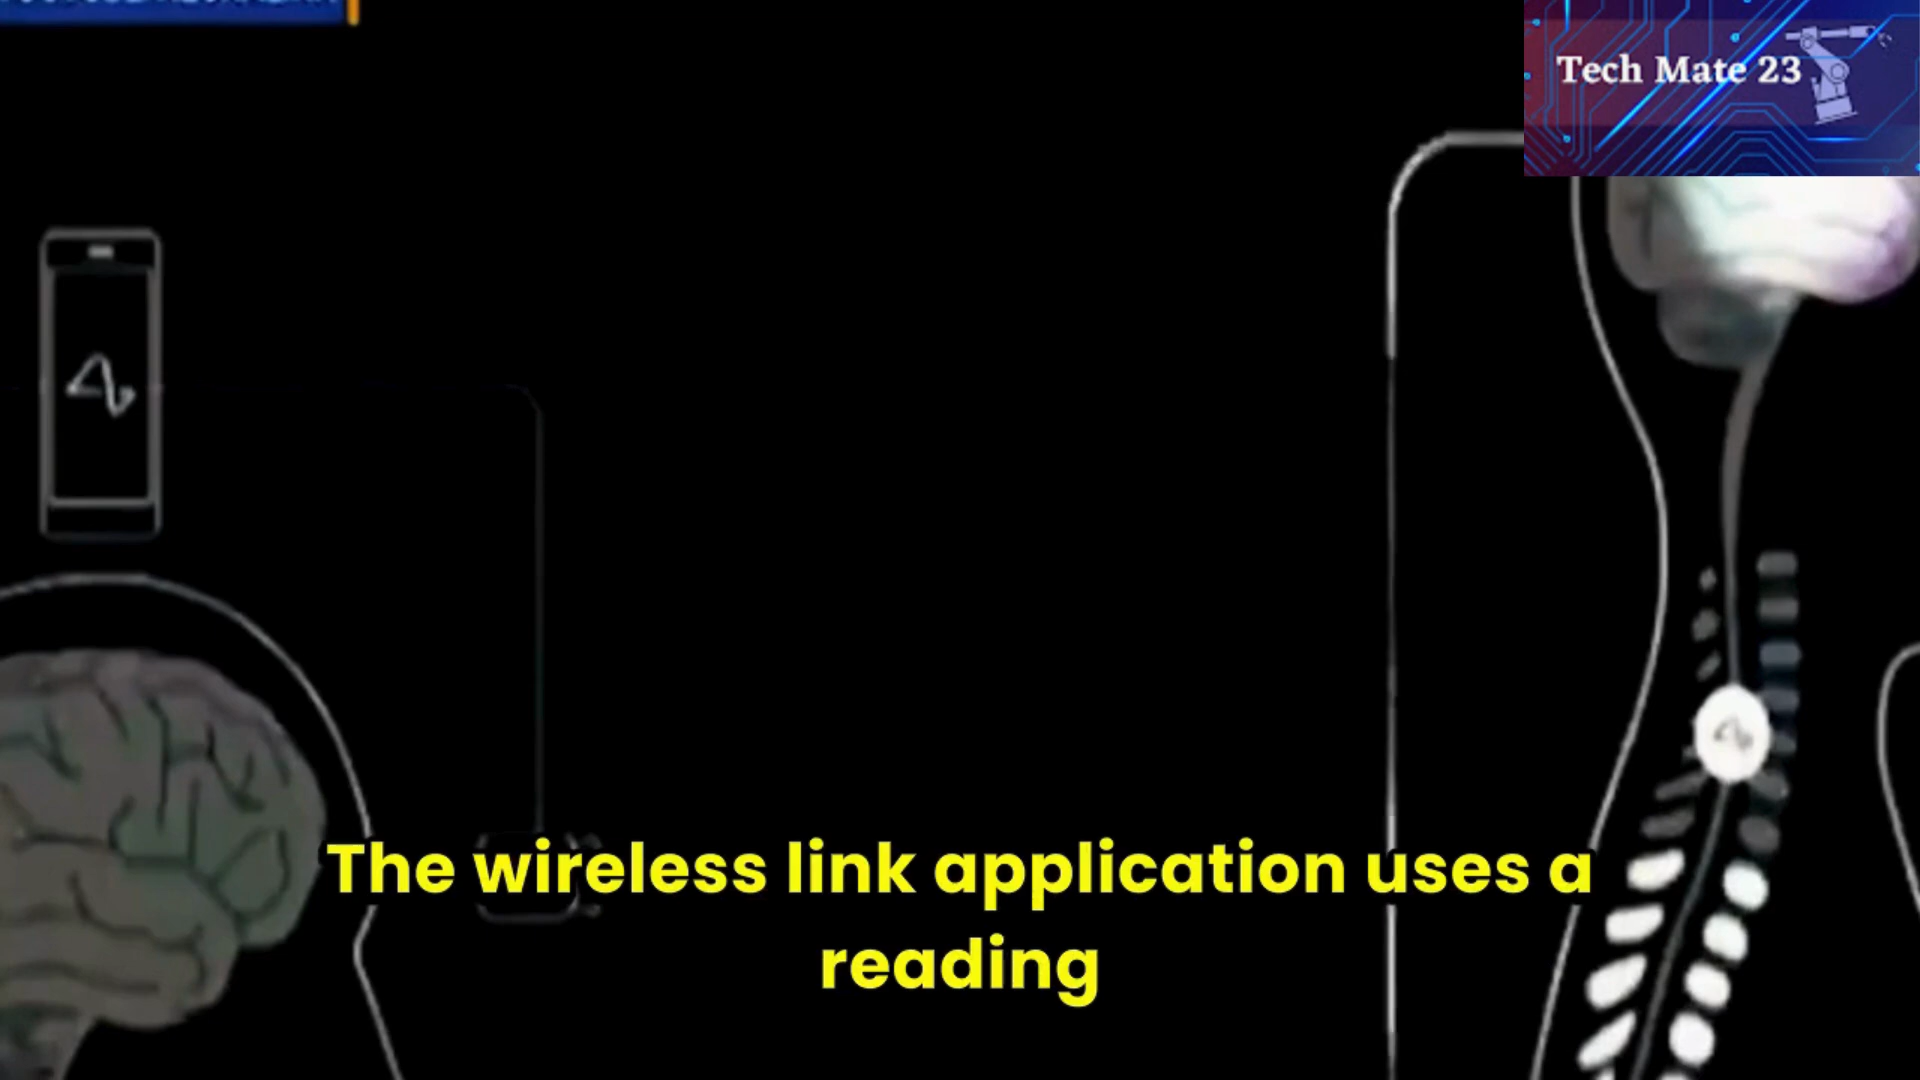 Tech Mate 23
The wireless link application uses a
reading